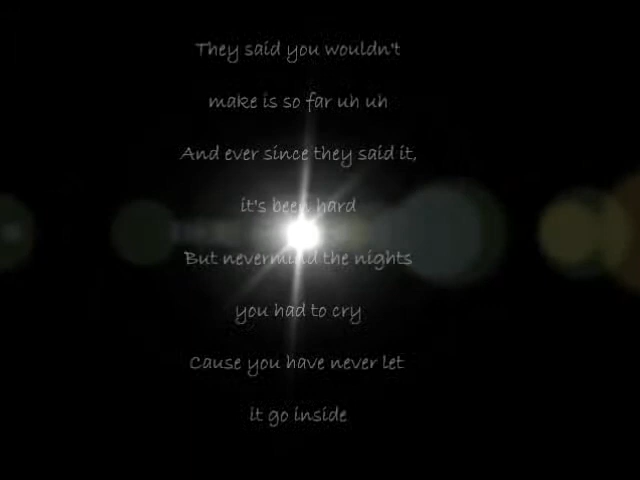 They said you wouldn't
make is so far uh uh
And ever since they said it,
it's been hard
But nevermind the nights
you had to cry
Cause you have never let
it go inside